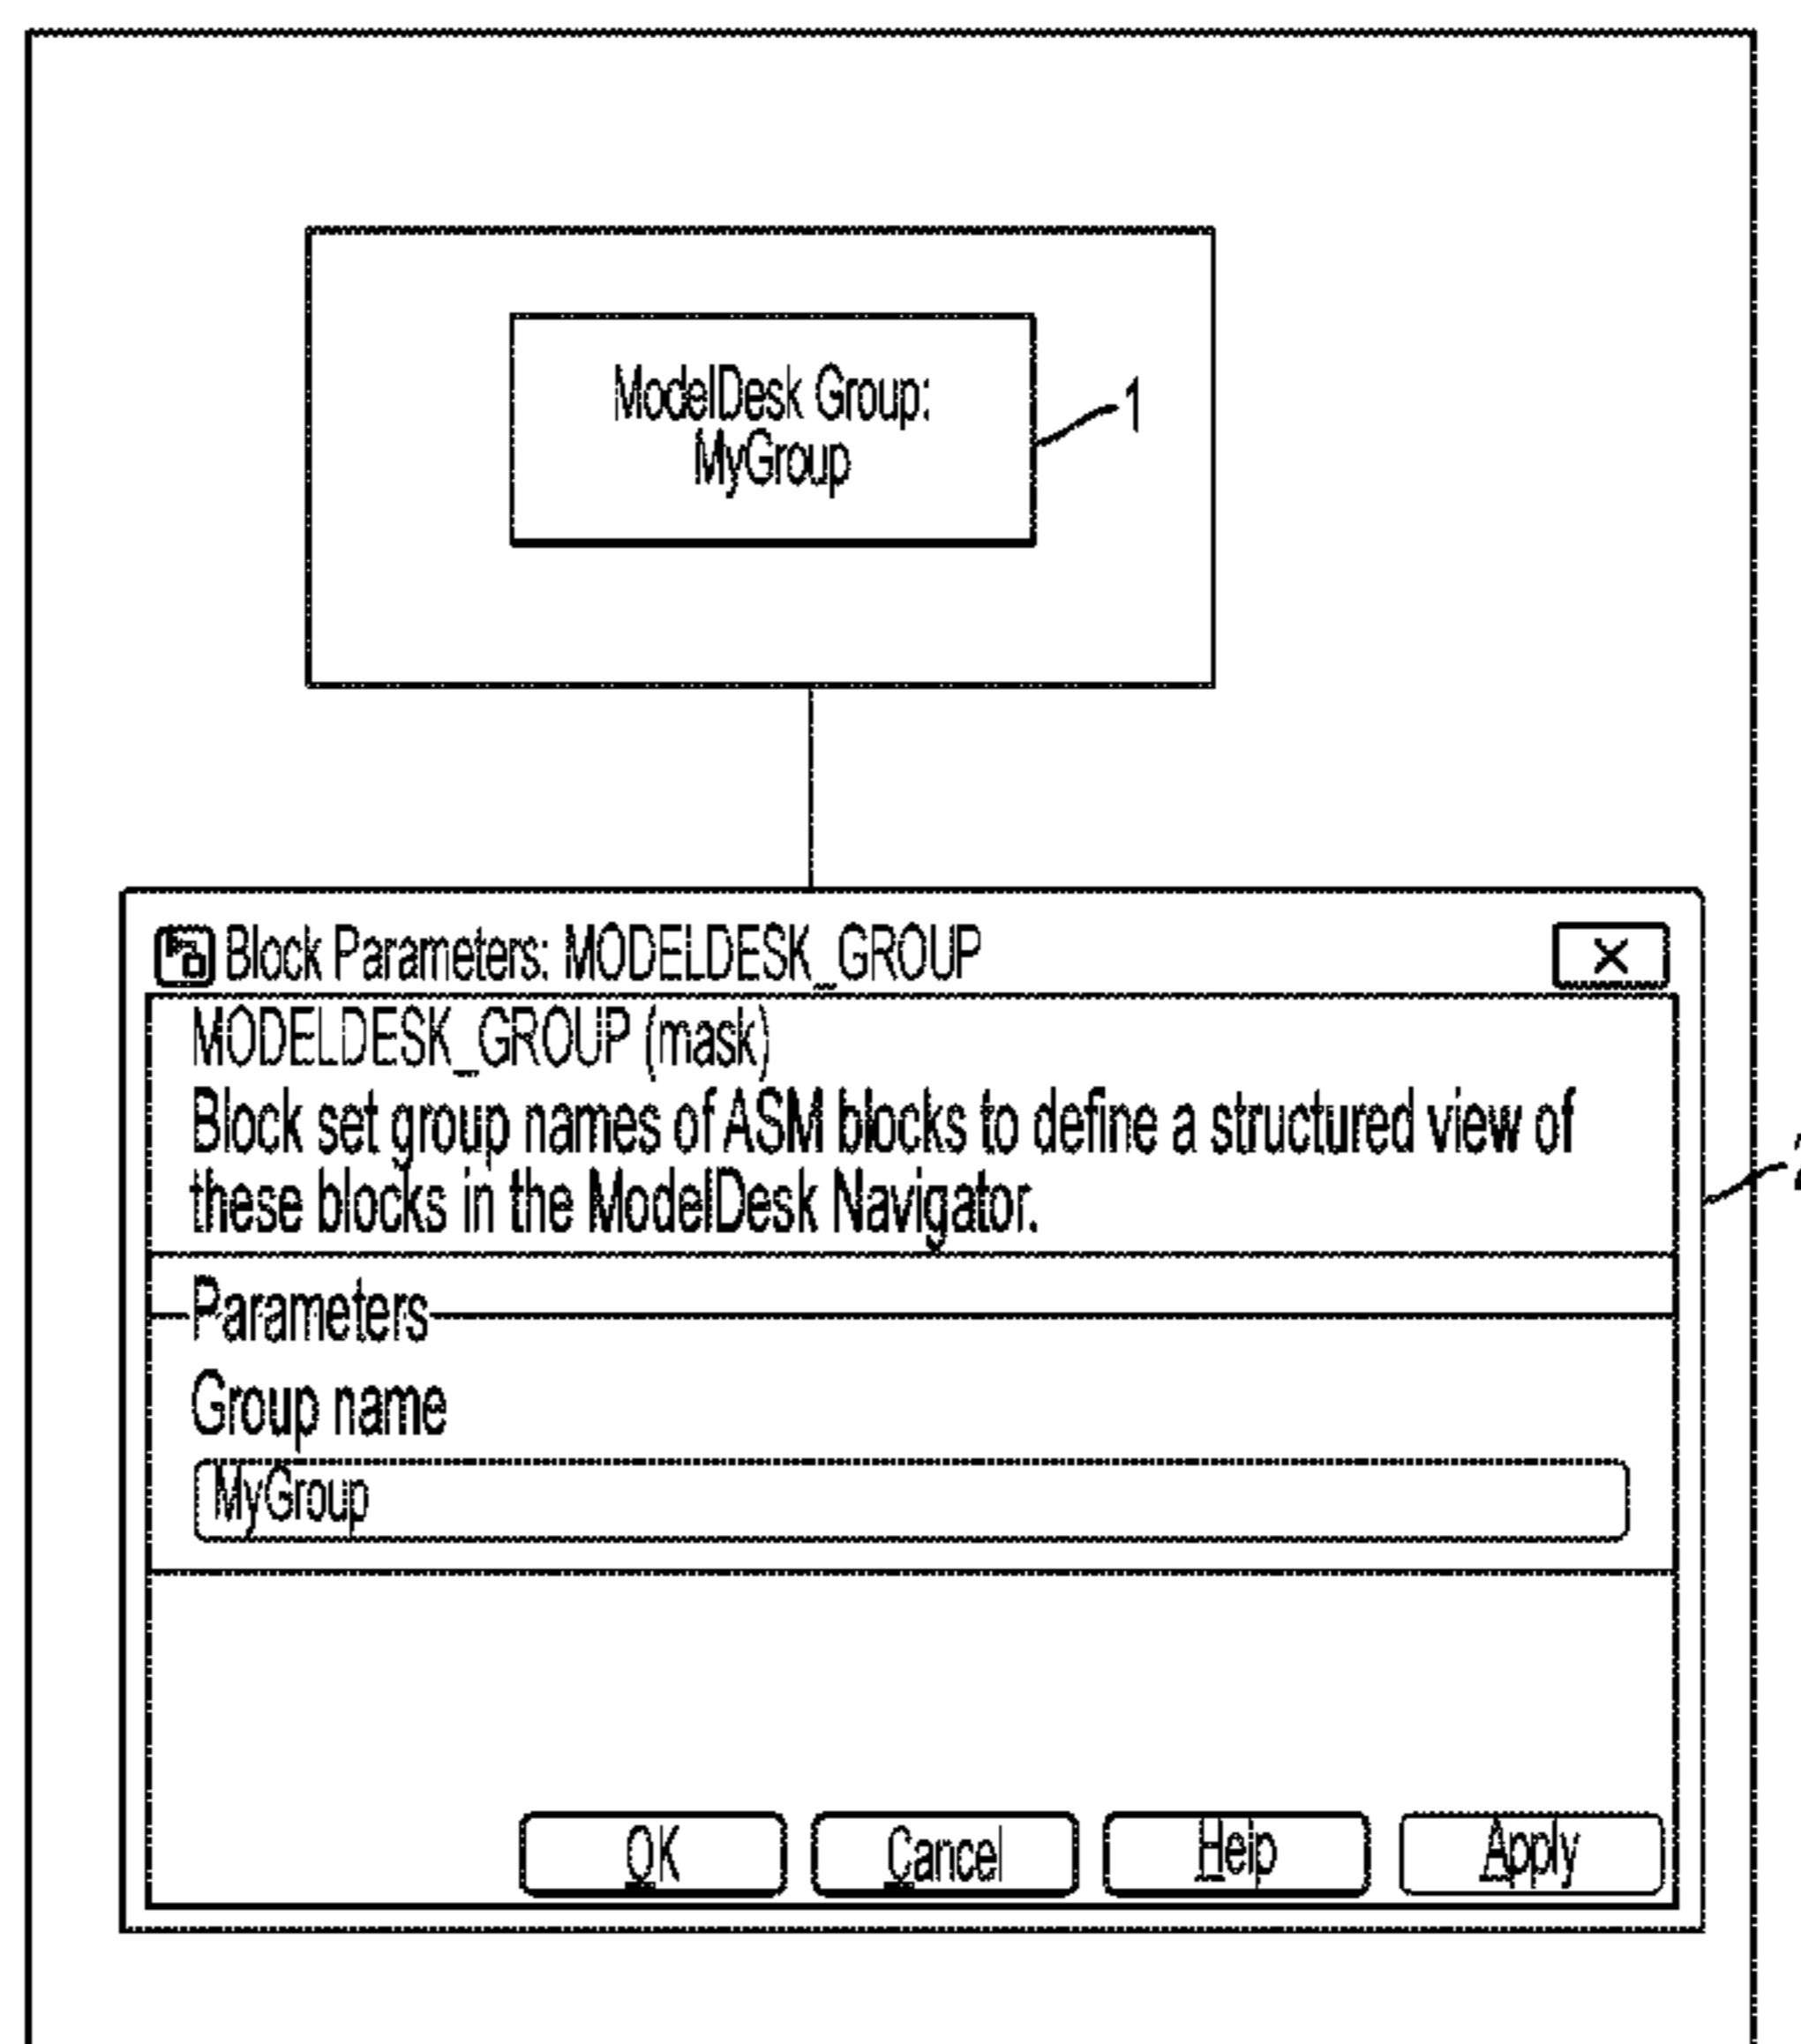 ModelDesk Group:
MyGroup
1
Block Parameters: MODELDESK_GROUP
MODELDESK_GROUP (mask)
Block set group names of ASM blocks to define a structured view of
these blocks in the ModelDesk Navigator.
2
Parameters
Group name
MyGroup
OK Cancel Help Apply